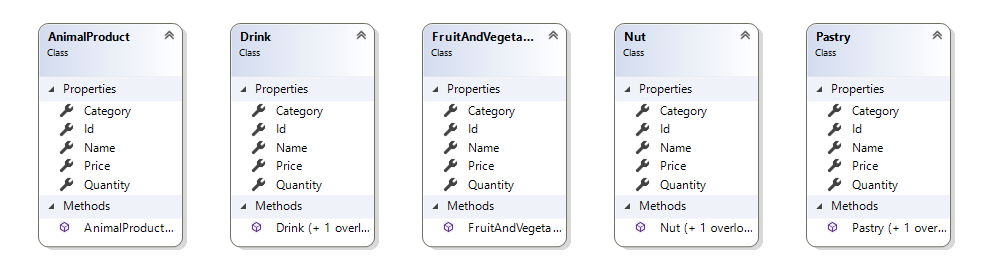 AnimalProduct
Class
Properties
Category
Id
Name
Price
Quantity
Methods
AnimalProduct...
Drink
Class
Properties
Category
Id
Name
Price
Quantity
Methods
Drink (+ 1 overl...
FruitAndVegeta...
Class
Properties
Category
Id
Name
Price
Quantity
Methods
FruitAndVegeta...
Nut
Class
Properties
Category
Id
Name
Price
Quantity
Methods
Nut (+ 1 overlo...
Pastry
Class
Properties
Category
Id
Name
Price
Quantity
Methods
Pastry (+ 1 over...